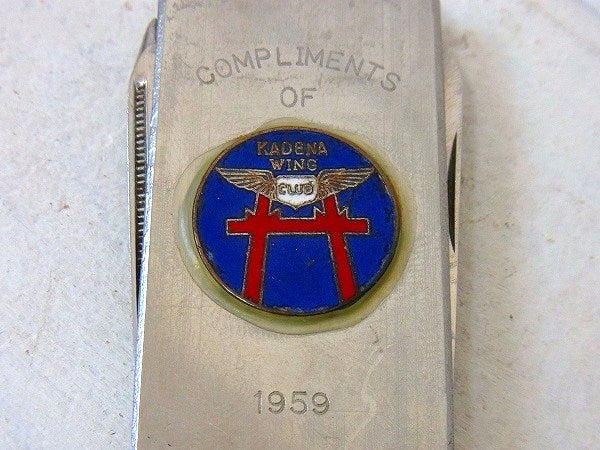 COMPLIMENTS
OF
KADENA
WING
CLUB
1959